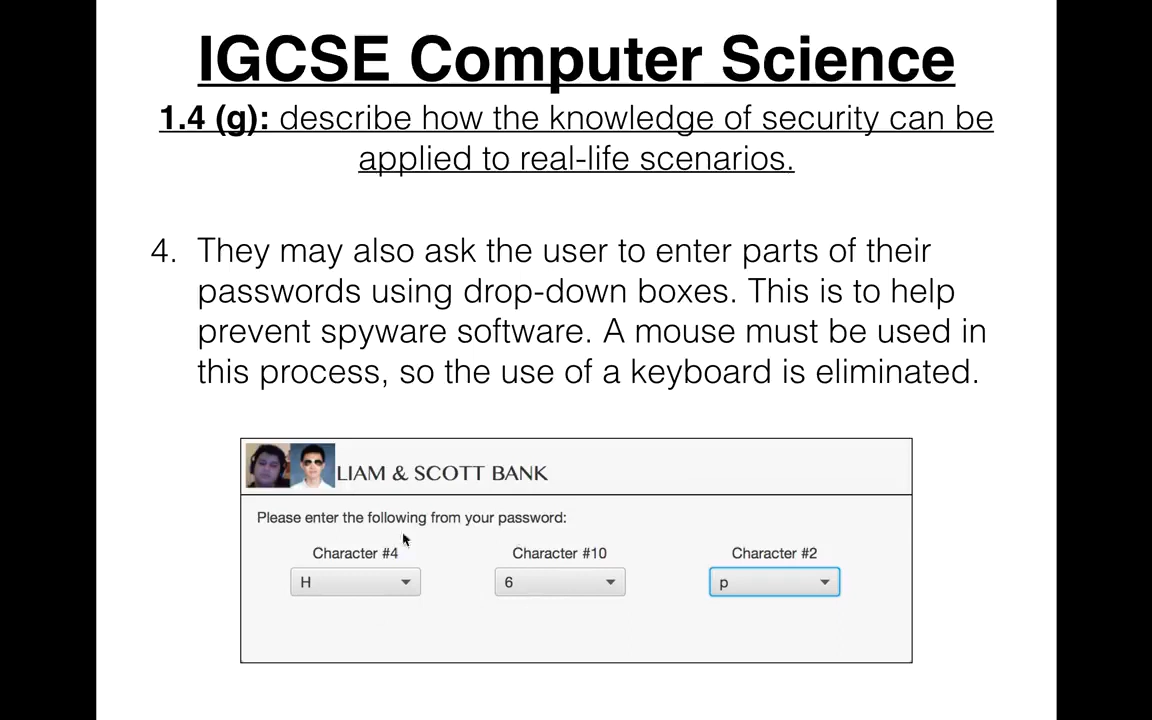 IGCSE Computer Science
1.4 (g): describe how the knowledge of security can be
applied to real-life scenarios.
4. They may also ask the user to enter parts of their
passwords using drop-down boxes. This is to help
prevent spyware software. A mouse must be used in
this process, so the use of a keyboard is eliminated.
LIAM & SCOTT BANK
Please enter the following from your password:
Character #4 Character #10 Character #2
H 6 p